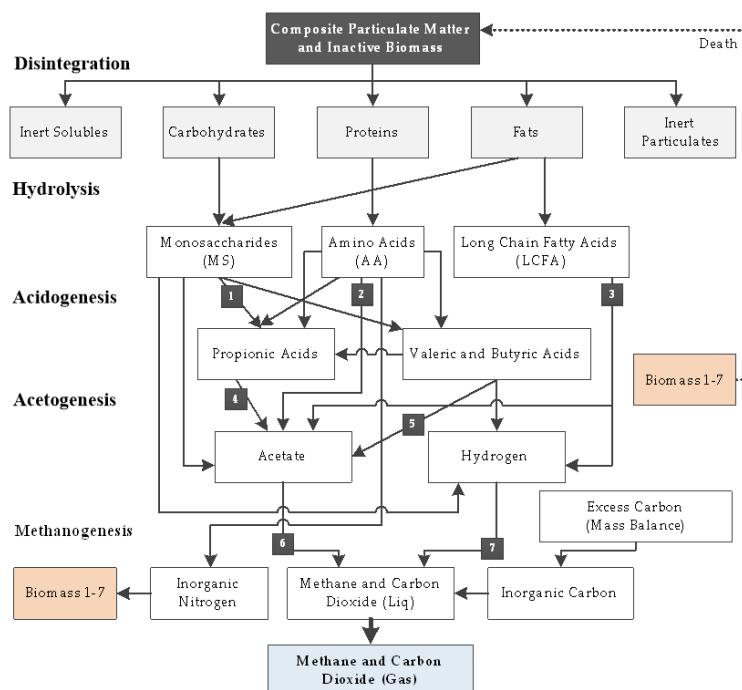 Composite Particulate Matter
and Inactive Biomass
Death
Disintegration
Inert Solubles
Carbohydrates
Proteins
Fats
Inert
Particulates
Hydrolysis
Monosaccharides
(MS)
Amino Acids
(AA)
Long Chain Fatty Acids
(LCFA)
1
2
3
Acidogenesis
Propionic Acids
Valeric and Butyric Acids
Biomass 1-7
4
Acetogenesis
5
Acetate
Hydrogen
Excess Carbon
(Mass Balance)
Methanogenesis
6
7
Biomass 1-7
Inorganic
Nitrogen
Methane and Carbon
Dioxide (Liq)
Inorganic Carbon
Methane and Carbon
Dioxide (Gas)